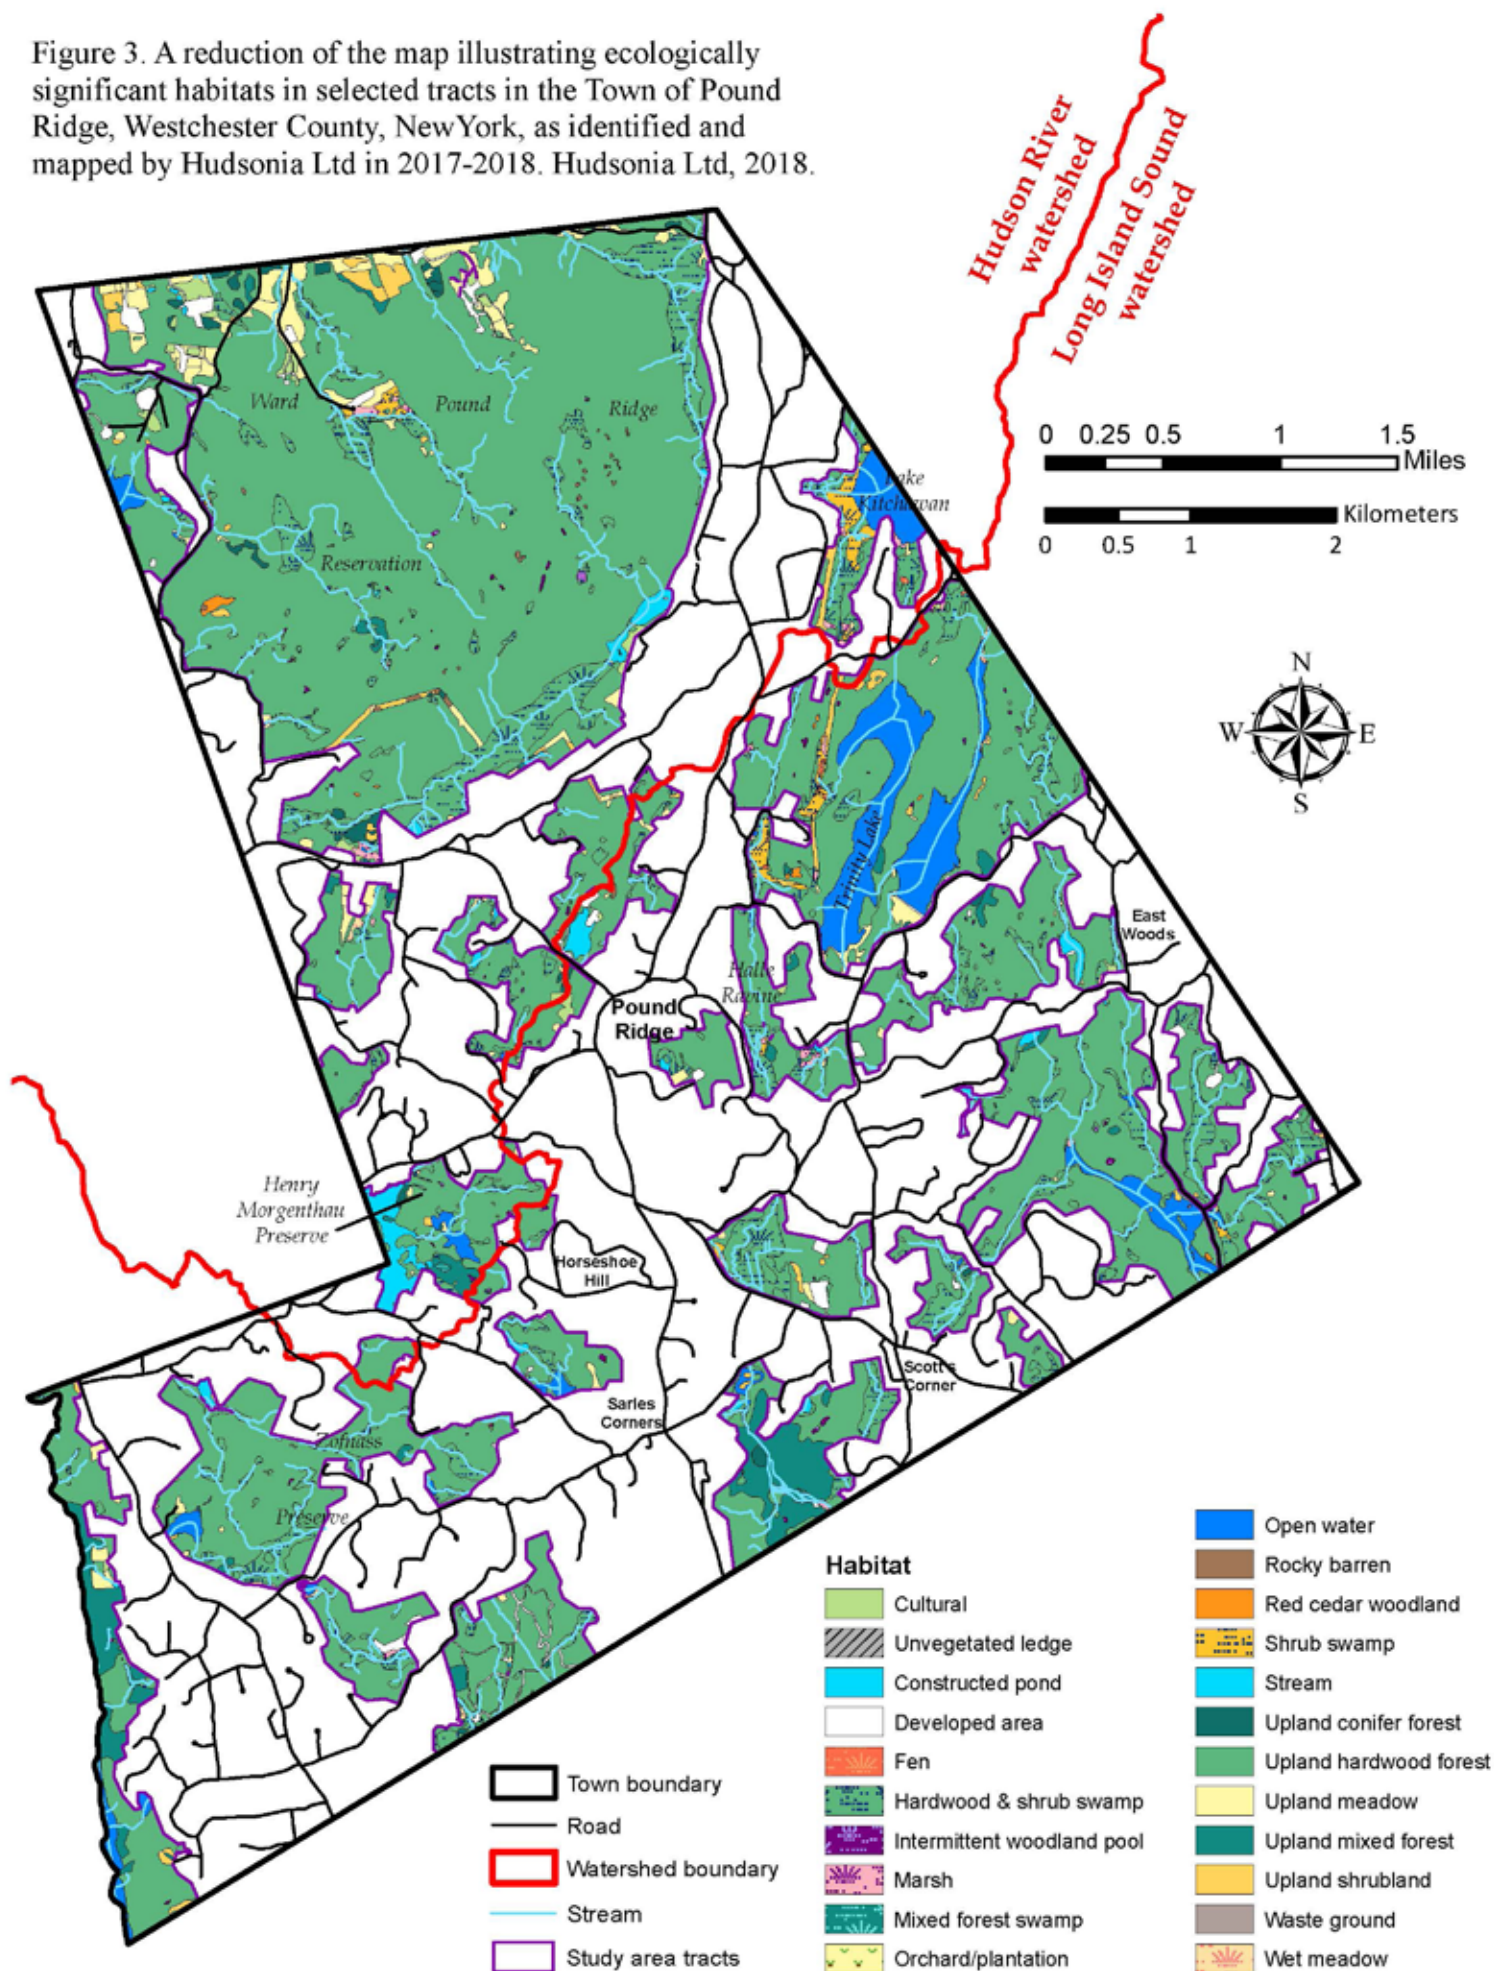 Figure 3. A reduction of the map illustrating ecologically
significant habitats in selected tracts in the Town of Pound
Ridge, Westchester County, NewYork, as identified and
mapped by Hudsonia Ltd in 2017-2018. Hudsonia Ltd, 2018.
Hudson River
watershed
Long Island Sound
watershed
Ward
Pound
Ridge
Reservation
Lake
Kitchawan
0 0.25 0.5 1 1.5
Miles
Kilometers
0 0.5 1 2
N
W
E
S
Trinity Lake
East
Woods
Halle
Ravine
Pound
Ridge
Henry
Morgenthau
Preserve
Horseshoe
Hill
Scott's
Corner
Sarles
Corners
Zofnass
Preserve
Town boundary
Road
Watershed boundary
Stream
Study area tracts
Habitat
Cultural
Unvegetated ledge
Constructed pond
Developed area
Fen
Hardwood & shrub swamp
Intermittent woodland pool
Marsh
Mixed forest swamp
Orchard/plantation
Open water
Rocky barren
Red cedar woodland
Shrub swamp
Stream
Upland conifer forest
Upland hardwood forest
Upland meadow
Upland mixed forest
Upland shrubland
Waste ground
Wet meadow